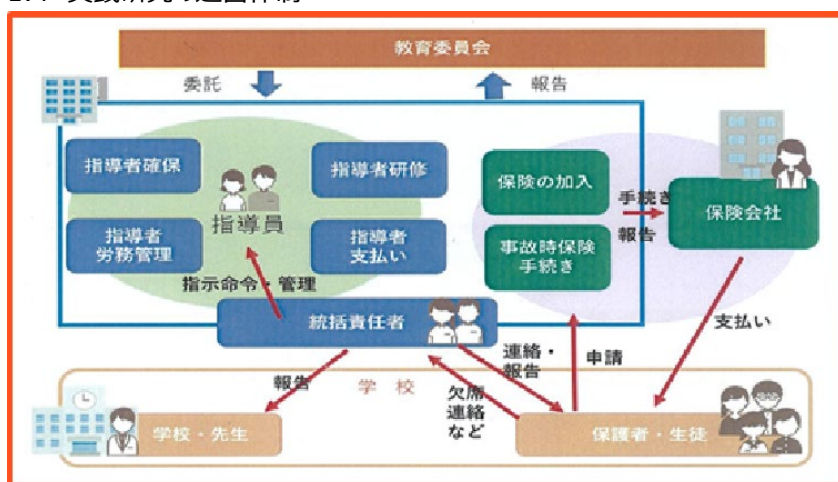 教育委員会
委託
報告
指導者確保
指導者研修
指導員
指導者
労務管理
指導者
支払い
保険の加入
手続き
報告
保険会社
事故時保険
手続き
指示命令・管理
統括責任者
支払い
連絡・
報告
申請
報告
学 校
欠席
連絡
など
学校・先生
保護者・生徒